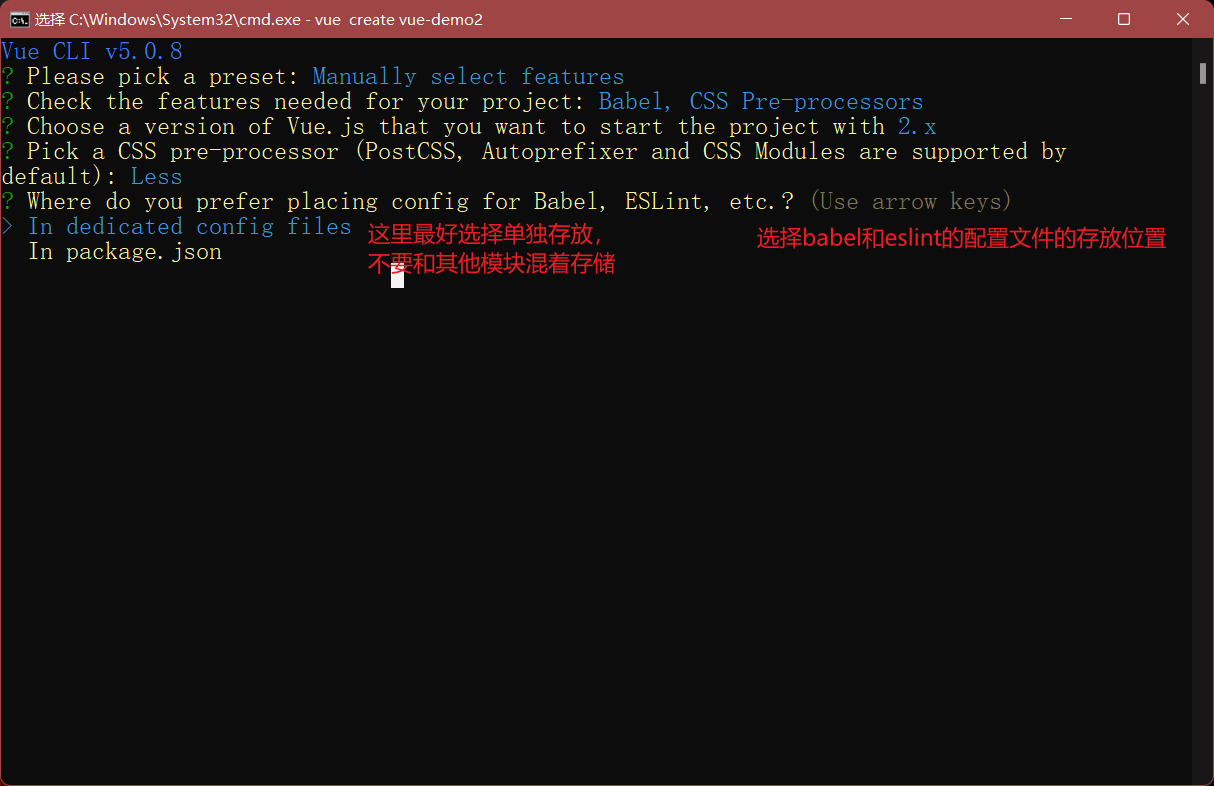 选择 C:\Windows\System32\cmd.exe - vue  create vue-demo2
Vue CLI v5.0.8
? Please pick a preset: Manually select features
? Check the features needed for your project: Babel, CSS Pre-processors
? Choose a version of Vue.js that you want to start the project with 2.x
? Pick a CSS pre-processor (PostCSS, Autoprefixer and CSS Modules are supported by
default): Less
? Where do you prefer placing config for Babel, ESLint, etc.? (Use arrow keys)
> In dedicated config files
这里最好选择单独存放，
选择babel和eslint的配置文件的存放位置
In package.json
不要和其他模块混着存储